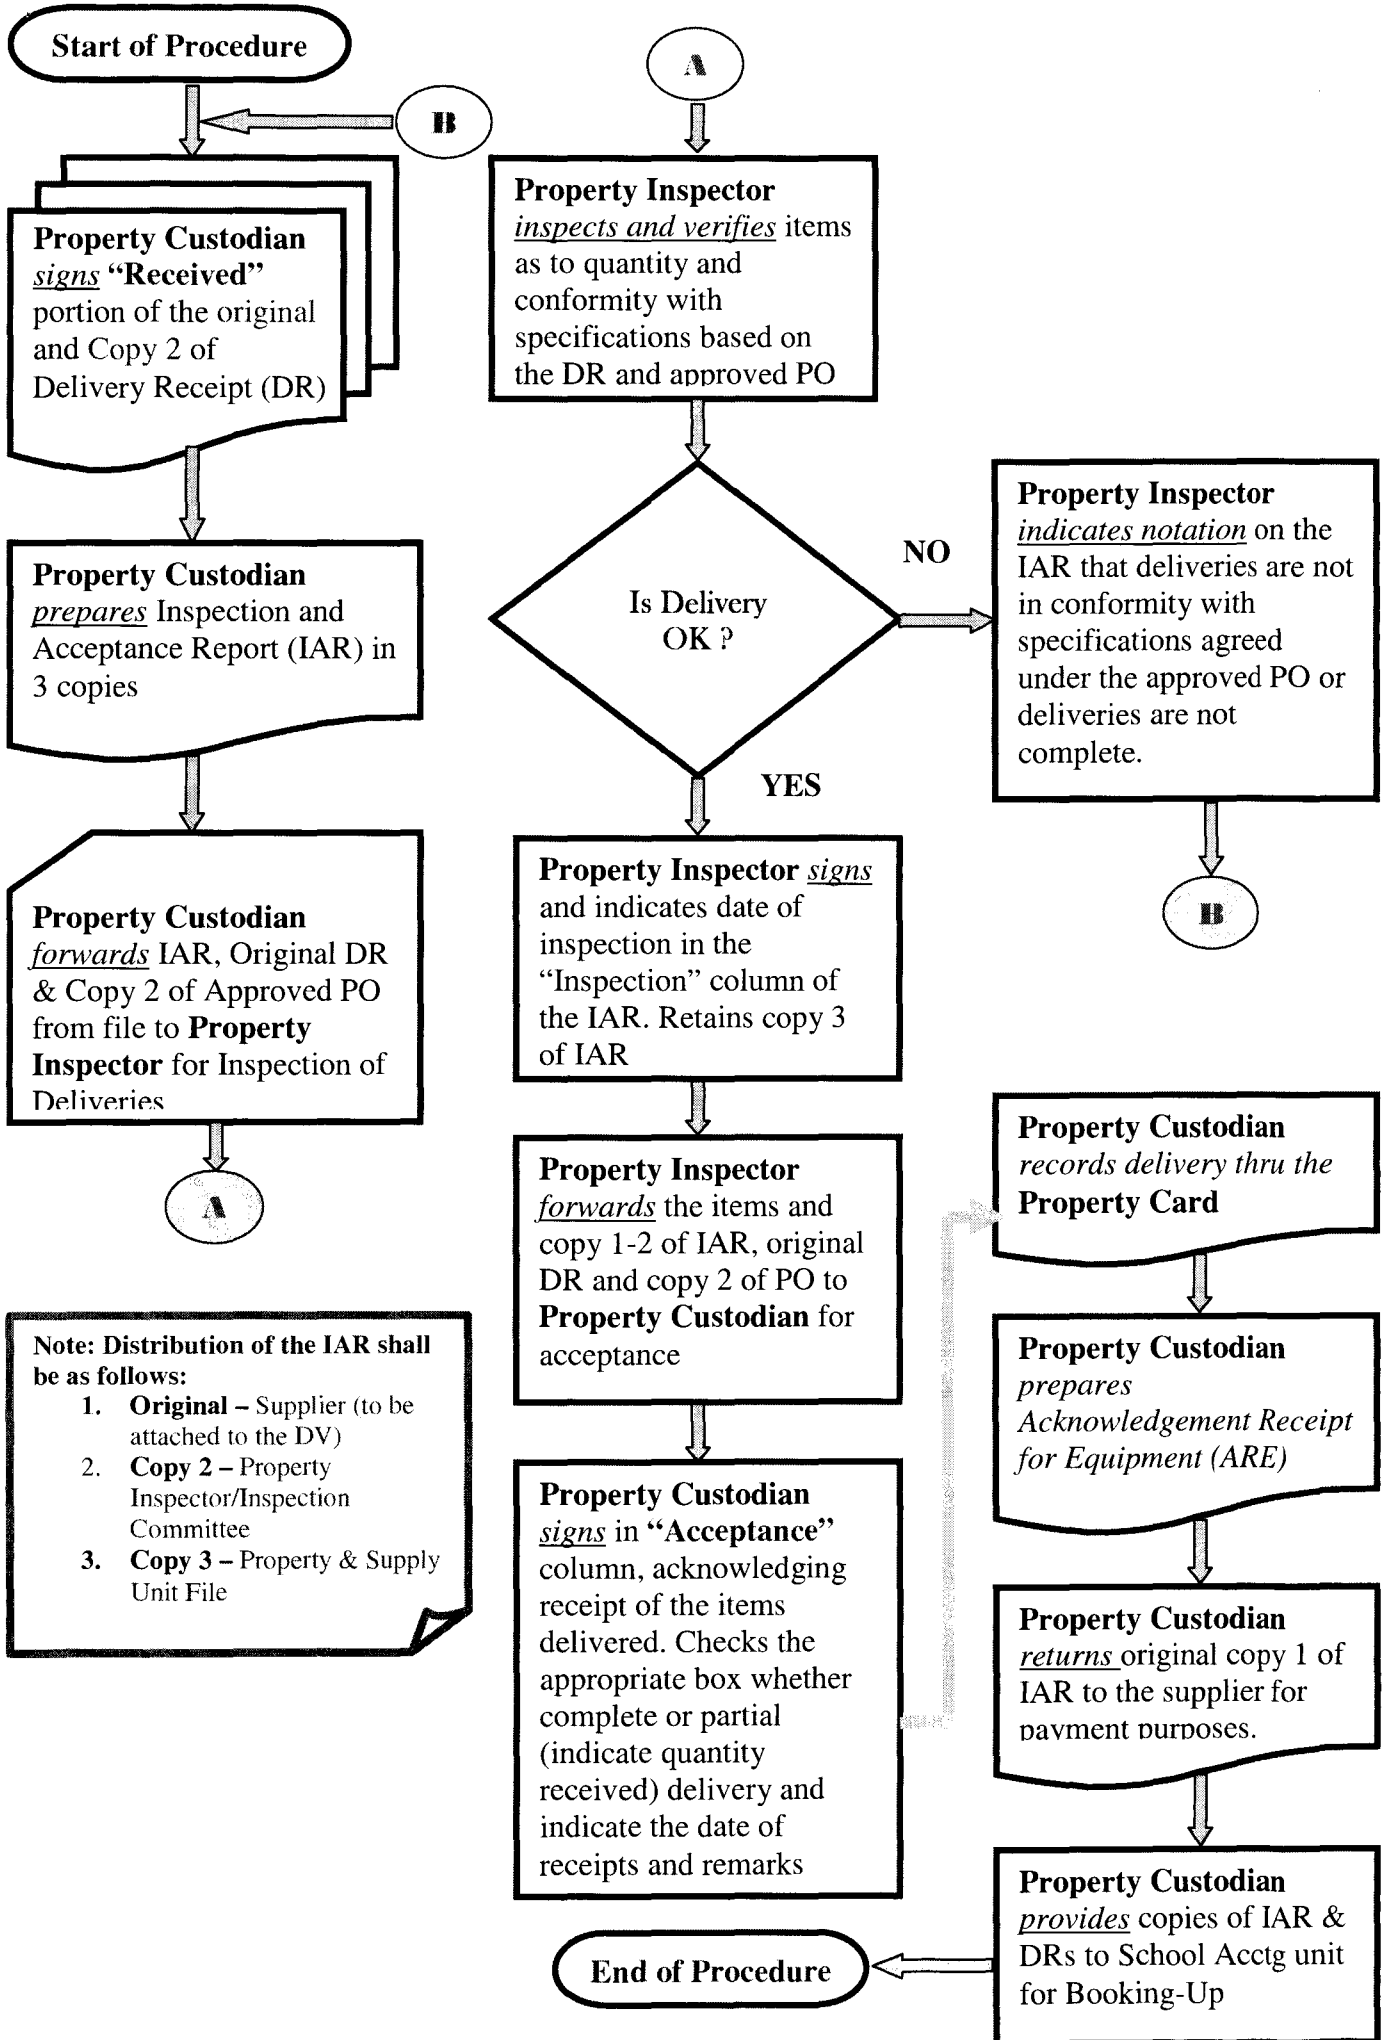 Start of Procedure
B
Property Custodian
signs “Received”
portion of the original
and Copy 2 of
Delivery Receipt (DR)
Property Custodian
prepares Inspection and
Acceptance Report (IAR) in
3 copies
Property Custodian
forwards IAR, Original DR
& Copy 2 of Approved PO
from file to Property
Inspector for Inspection of
Deliveries
A
Note: Distribution of the IAR shall
be as follows:
1. Original – Supplier (to be
attached to the DV)
2. Copy 2 – Property
Inspector/Inspection
Committee
3. Copy 3 – Property & Supply
Unit File
A
Property Inspector
inspects and verifies items
as to quantity and
conformity with
specifications based on
the DR and approved PO
Is Delivery
OK ?
NO
YES
Property Inspector
indicates notation on the
IAR that deliveries are not
in conformity with
specifications agreed
under the approved PO or
deliveries are not
complete.
B
Property Inspector signs
and indicates date of
inspection in the
“Inspection” column of
the IAR. Retains copy 3
of IAR
Property Inspector
forwards the items and
copy 1-2 of IAR, original
DR and copy 2 of PO to
Property Custodian for
acceptance
Property Custodian
signs in “Acceptance”
column, acknowledging
receipt of the items
delivered. Checks the
appropriate box whether
complete or partial
(indicate quantity
received) delivery and
indicate the date of
receipts and remarks
Property Custodian
records delivery thru the
Property Card
Property Custodian
prepares
Acknowledgement Receipt
for Equipment (ARE)
Property Custodian
returns original copy 1 of
IAR to the supplier for
payment purposes.
Property Custodian
provides copies of IAR &
DRs to School Acctg unit
for Booking-Up
End of Procedure